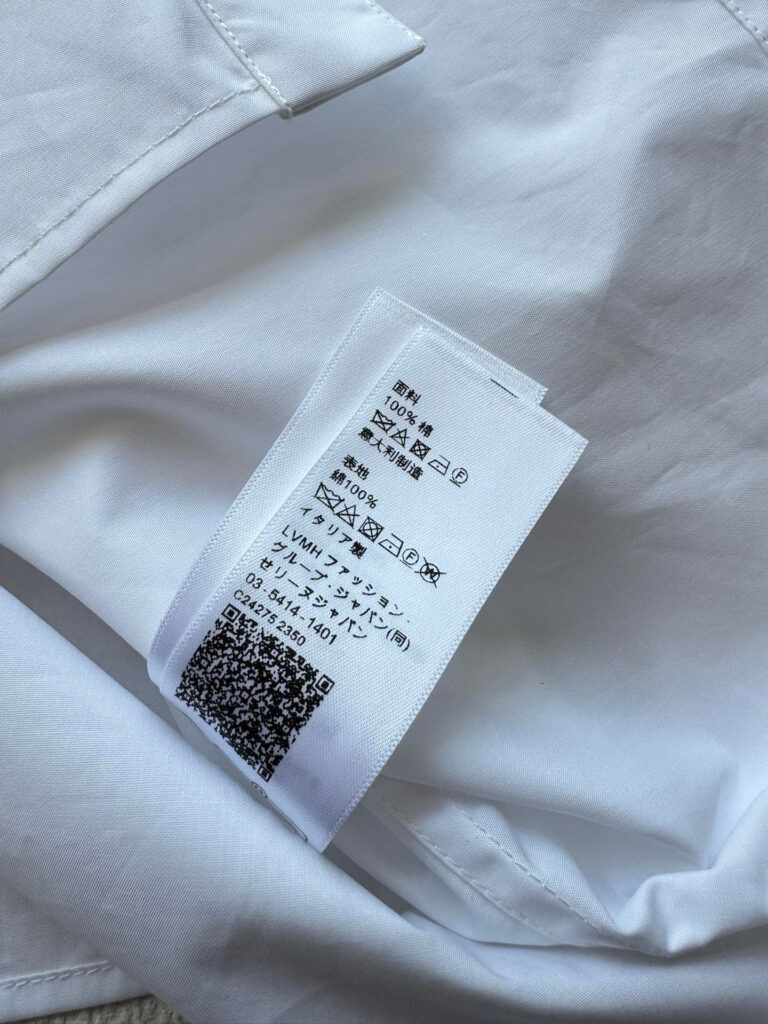 面料
100% 棉
意大利制造
表地
綿100%
イタリア製
LVMH ファッション・
グループ・ジャパン(同)
セリーヌジャパン
03-5414-1401
C24275 2350